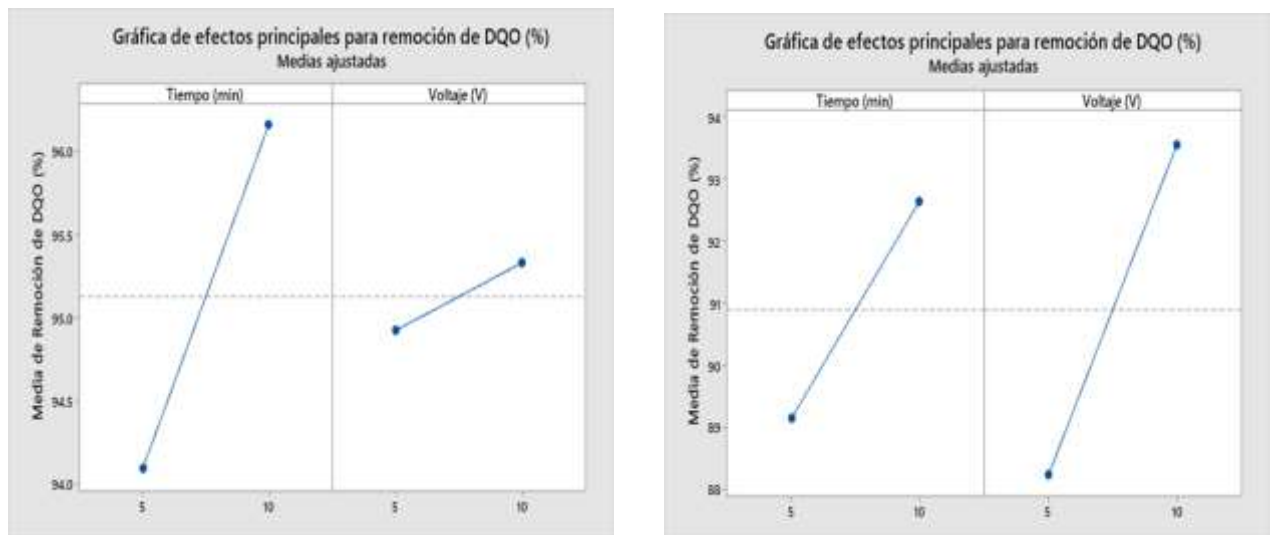 Gráfica de efectos principales para remoción de DQO (%)
Medias ajustadas
Tiempo (min) Voltaje (V)
Media de Remoción de DQO (%)
96.0
95.5
95.0
94.5
94.0
5 10 5 10
Gráfica de efectos principales para remoción de DQO (%)
Medias ajustadas
Tiempo (min) Voltaje (V)
Media de Remoción de DQO (%)
94
93
92
91
90
89
88
5 10 5 10